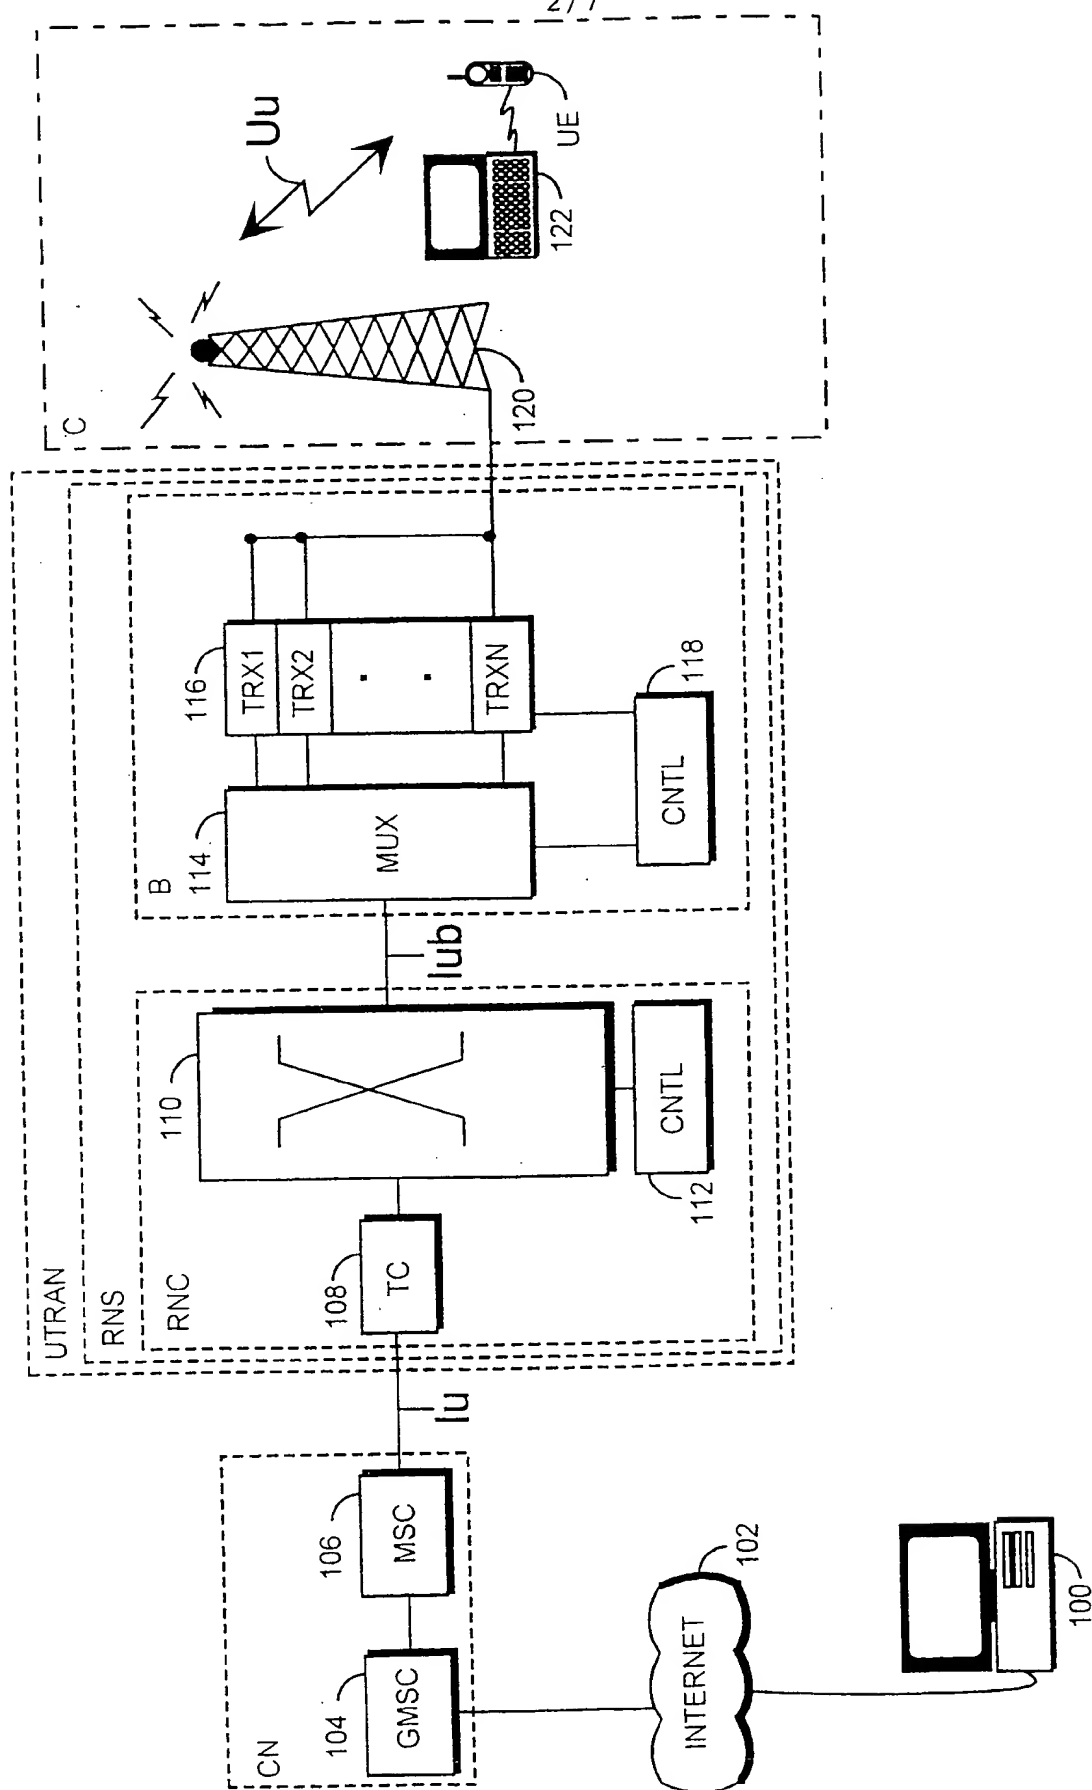 2/7
C
Uu
UE
122
120
UTRAN
RNS
RNC
B
116
TRX1
TRX2
TRXN
114
MUX
118
CNTL
Iub
110
CNTL
112
108
TC
Iu
CN
106
MSC
104
GMSC
INTERNET
102
100